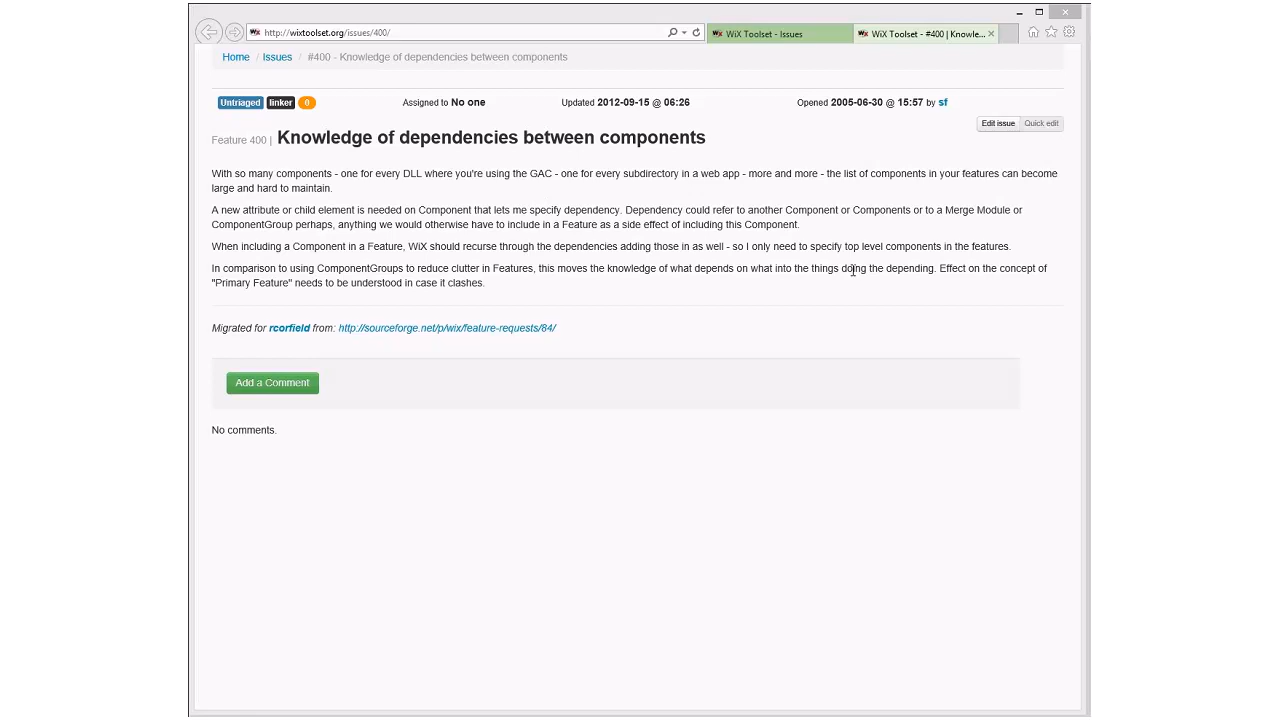 http://wixtoolset.org/issues/400/
WiX Toolset - Issues
WiX Toolset - #400 | Knowle...
Home / Issues / #400 - Knowledge of dependencies between components
Untriaged linker 0 Assigned to No one Updated 2012-09-15 @ 06:26 Opened 2005-06-30 @ 15:57 by sf
Edit issue Quick edit
Feature 400 | Knowledge of dependencies between components
With so many components - one for every DLL where you're using the GAC - one for every subdirectory in a web app - more and more - the list of components in your features can become
large and hard to maintain.
A new attribute or child element is needed on Component that lets me specify dependency. Dependency could refer to another Component or Components or to a Merge Module or
ComponentGroup perhaps, anything we would otherwise have to include in a Feature as a side effect of including this Component.
When including a Component in a Feature, WiX should recurse through the dependencies adding those in as well - so I only need to specify top level components in the features.
In comparison to using ComponentGroups to reduce clutter in Features, this moves the knowledge of what depends on what into the things doing the depending. Effect on the concept of
"Primary Feature" needs to be understood in case it clashes.
Migrated for rcorfield from: http://sourceforge.net/p/wix/feature-requests/84/
Add a Comment
No comments.